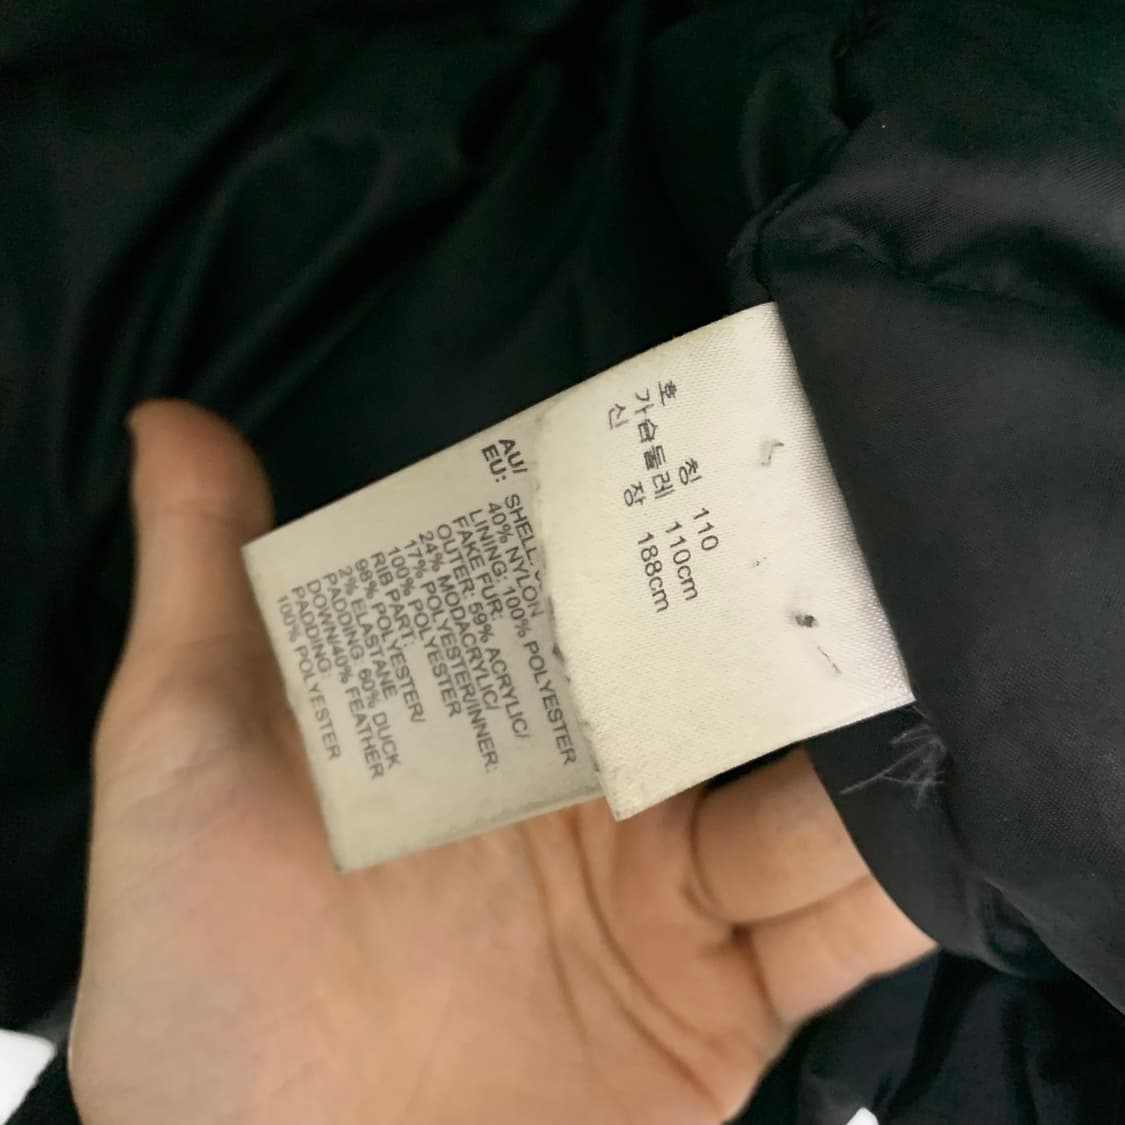 호 칭 110
가슴둘레 110cm
신 장 188cm
AU/
EU: SHELL:
40% NYLON
LINING: 100% POLYESTER
FAKE FUR:
OUTER: 59% ACRYLIC/
24% MODACRYLIC/
17% POLYESTER/INNER:
100% POLYESTER
RIB PART:
98% POLYESTER/
2% ELASTANE
PADDING 60% DUCK
DOWN/40% FEATHER
PADDING:
100% POLYESTER